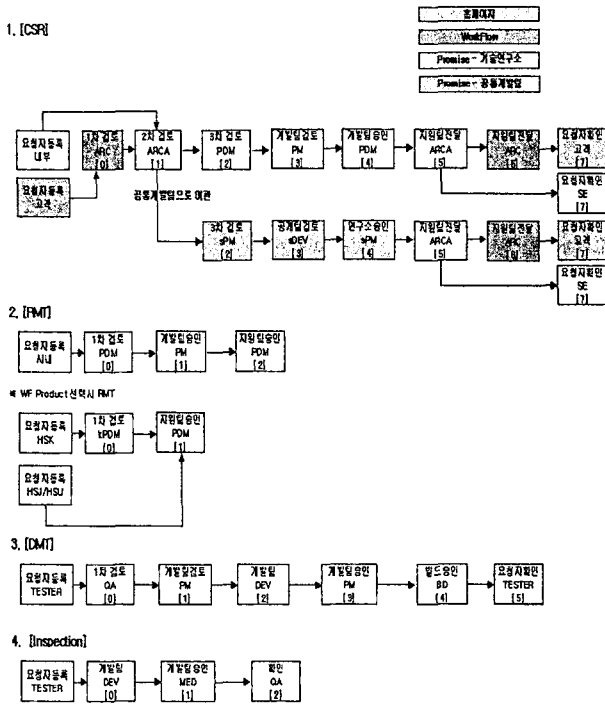 1. [CSR]
홈페이지
WorkFlow
Promise - 기술연구소
Promise - 공통개발팀
요청자등록
내부
1차 검토
ARC
[0]
2차 검토
ARCA
[1]
3차 검토
PDM
[2]
개발팀검토
PM
[3]
개발팀승인
PDM
[4]
지원팀전달
ARCA
[5]
지원팀전달
ARC
[6]
요청자확인
고객
[7]
요청자등록
고객
공통개발팀으로 이관
요청자확인
SE
[7]
3차 검토
sPM
[2]
공개팀검토
sDEV
[3]
연구소승인
sPM
[4]
지원팀전달
ARCA
[5]
지원팀전달
ARC
[6]
요청자확인
고객
[7]
요청자확인
SE
[7]
2. [RMT]
요청자등록
사내
1차 검토
PDM
[0]
개발팀승인
PM
[1]
지원팀승인
PDM
[2]
※ WF Product 선택시 RMT
요청자등록
HSK
1차 검토
kPDM
[0]
지원팀승인
PDM
[1]
요청자등록
HSJ/HSU
3. [DMT]
요청자등록
TESTER
1차 검토
QA
[0]
개발팀검토
PM
[1]
개발팀
DEV
[2]
개발팀승인
PM
[3]
빌드승인
BD
[4]
요청자확인
TESTER
[5]
4. [Inspection]
요청자등록
TESTER
개발팀
DEV
[0]
개발팀승인
MED
[1]
확인
QA
[2]